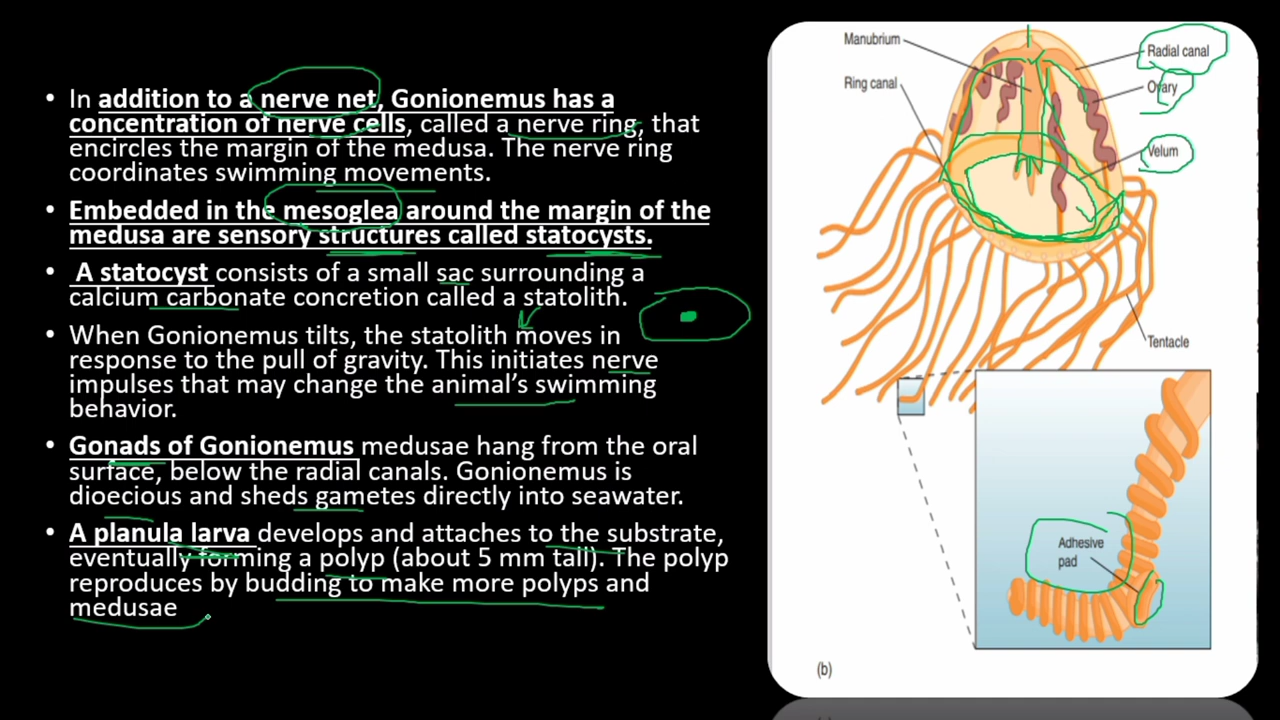 • In addition to a nerve net, Gonionemus has a
concentration of nerve cells, called a nerve ring, that
encircles the margin of the medusa. The nerve ring
coordinates swimming movements.
• Embedded in the mesoglea around the margin of the
medusa are sensory structures called statocysts.
• A statocyst consists of a small sac surrounding a
calcium carbonate concretion called a statolith.
• When Gonionemus tilts, the statolith moves in
response to the pull of gravity. This initiates nerve
impulses that may change the animal’s swimming
behavior.
• Gonads of Gonionemus medusae hang from the oral
surface, below the radial canals. Gonionemus is
dioecious and sheds gametes directly into seawater.
• A planula larva develops and attaches to the substrate,
eventually forming a polyp (about 5 mm tall). The polyp
reproduces by budding to make more polyps and
medusae
Manubrium
Radial canal
Ring canal
Ovary
Velum
Tentacle
Adhesive
pad
(b)